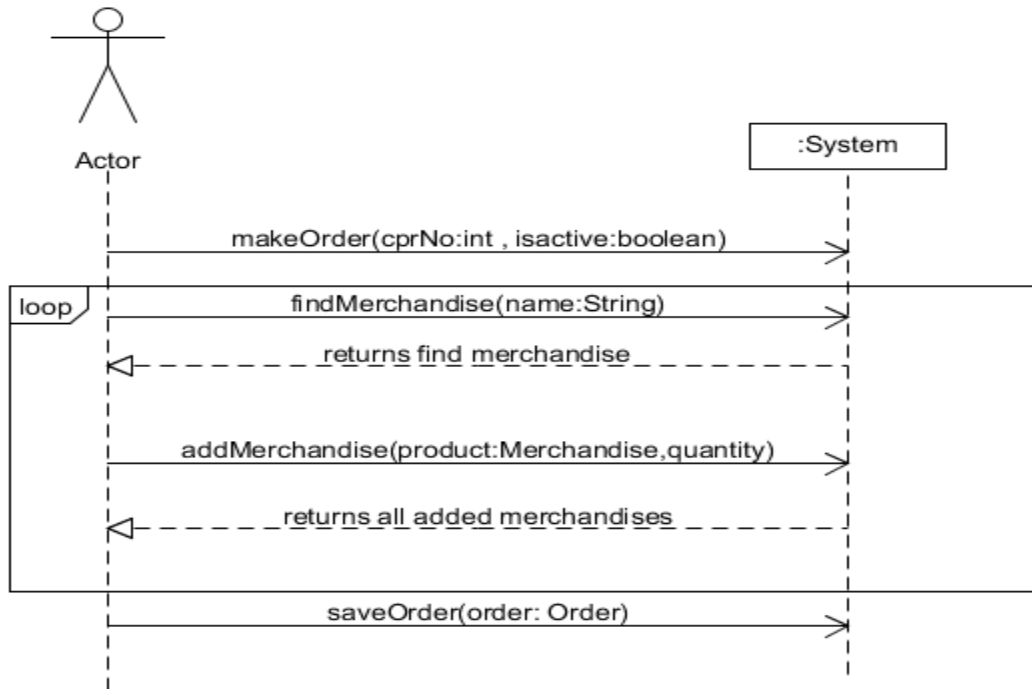 Actor
:System
makeOrder(cprNo:int , isactive:boolean)
loop
findMerchandise(name:String)
returns find merchandise
addMerchandise(product:Merchandise,quantity)
returns all added merchandises
saveOrder(order: Order)